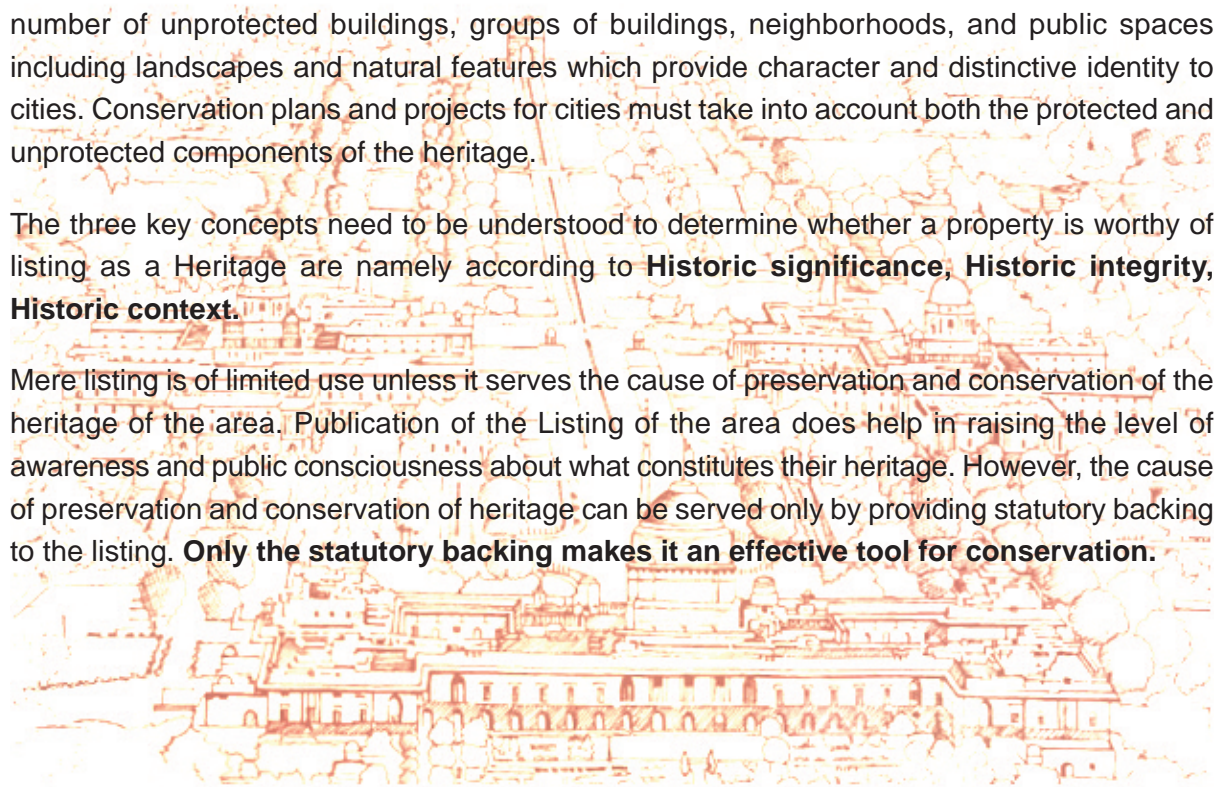 number of unprotected buildings, groups of buildings, neighborhoods, and public spaces
including landscapes and natural features which provide character and distinctive identity to
cities. Conservation plans and projects for cities must take into account both the protected and
unprotected components of the heritage.
The three key concepts need to be understood to determine whether a property is worthy of
listing as a Heritage are namely according to Historic significance, Historic integrity,
Historic context.
Mere listing is of limited use unless it serves the cause of preservation and conservation of the
heritage of the area. Publication of the Listing of the area does help in raising the level of
awareness and public consciousness about what constitutes their heritage. However, the cause
of preservation and conservation of heritage can be served only by providing statutory backing
to the listing. Only the statutory backing makes it an effective tool for conservation.